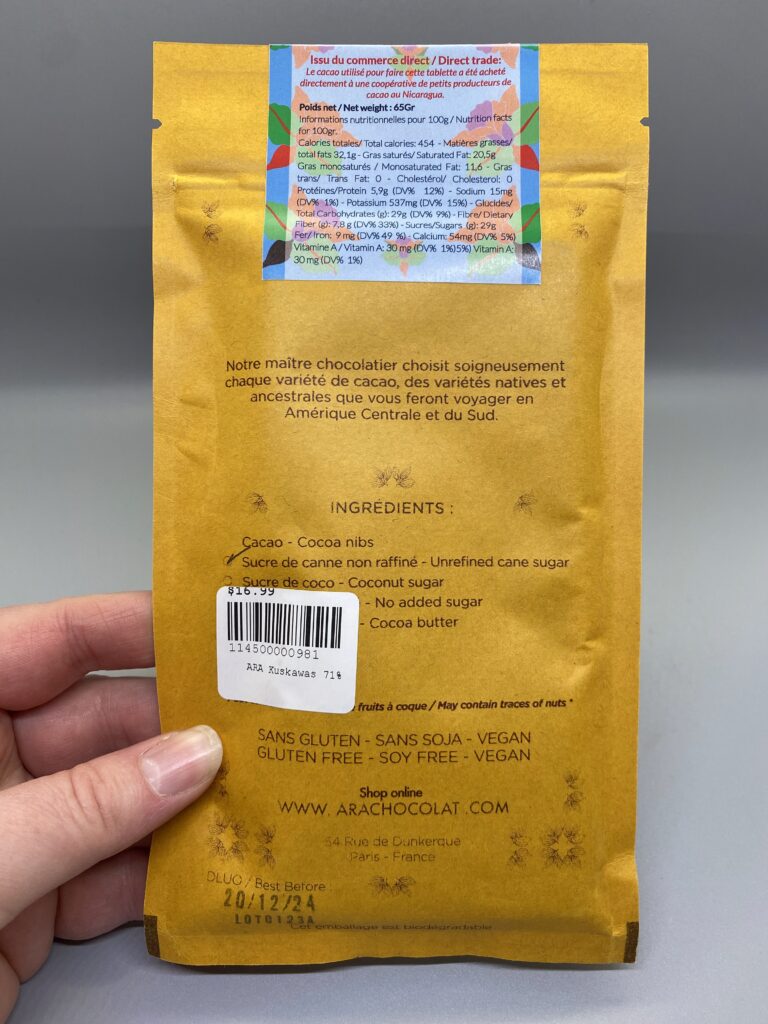 Issu du commerce direct / Direct trade:
Le cacao utilisé pour faire cette tablette a été acheté
directement à une coopérative de petits producteurs de
cacao au Nicaragua.
Poids net / Net weight : 65Gr
Informations nutritionnelles pour 100g / Nutrition facts
for 100gr.
Calories totales/ Total calories: 454 - Matières grasses/
total fats 32,1g - Gras saturés/ Saturated Fat: 20,5g
Gras monosaturés / Monosaturated Fat: 11,6 - Gras
trans/ Trans Fat: 0 - Cholestérol/ Cholesterol: 0
Protéines/Protein 5,9g (DV% 12%) - Sodium 15mg
(DV% 1%) - Potassium 537mg (DV% 15%) - Glucides/
Total Carbohydrates (g): 29g (DV% 9%) - Fibre/ Dietary
Fiber (g): 7,8 g (DV% 33%) - Sucres/Sugars (g): 29g
Fer/ Iron: 9 mg (DV% 49 %) - Calcium: 54mg (DV% 5%)
Vitamine A / Vitamin A: 30 mg (DV% 1%)5%) Vitamin A:
30 mg (DV% 1%)
Notre maître chocolatier choisit soigneusement
chaque variété de cacao, des variétés natives et
ancestrales que vous feront voyager en
Amérique Centrale et du Sud.
INGRÉDIENTS :
Cacao - Cocoa nibs
Sucre de canne non raffiné - Unrefined cane sugar
Sucre de coco - Coconut sugar
- No added sugar
- Cocoa butter
$16.99
114500000981
ARA Kuskawas 71%
fruits à coque / May contain traces of nuts *
SANS GLUTEN - SANS SOJA - VEGAN
GLUTEN FREE - SOY FREE - VEGAN
Shop online
WWW. ARACHOCOLAT .COM
54 Rue de Dunkerque
Paris - France
DLUO / Best Before
20/12/24
LOTC123A
Cet emballage est biodégradable